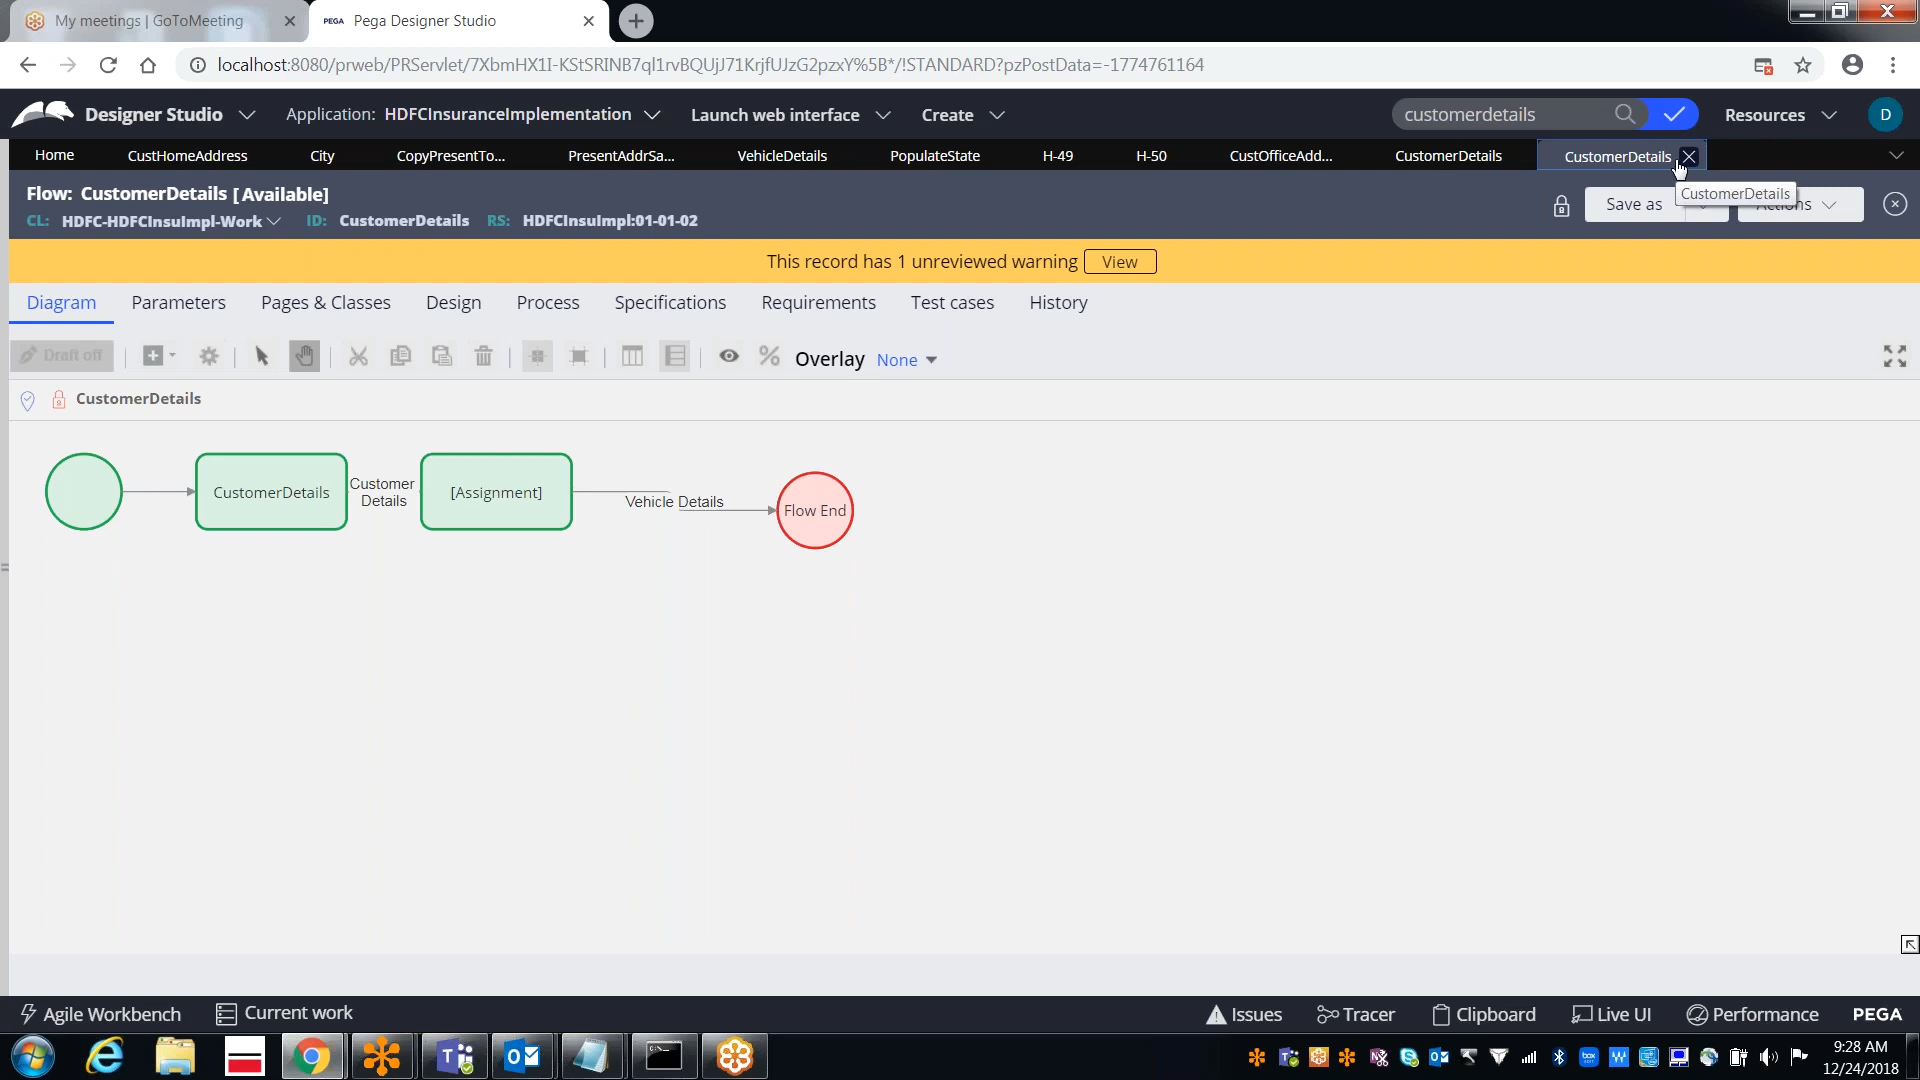 My meetings | GoToMeeting
PEGA Pega Designer Studio
localhost:8080/prweb/PRServlet/7XbmHX1I-KStSRINB7ql1rvBQUjJ71KrjfUJzG2pzxY%5B*/!STANDARD?pzPostData=-1774761164
Designer Studio Application: HDFCInsuranceImplementation Launch web interface Create customerdetails Resources D
Home CustHomeAddress City CopyPresentTo... PresentAddrSa... VehicleDetails PopulateState H-49 H-50 CustOfficeAdd... CustomerDetails CustomerDetails
Flow: CustomerDetails [Available]
CL: HDFC-HDFCInsuImpl-Work ID: CustomerDetails RS: HDFCInsuImpl:01-01-02
CustomerDetails
Save as
This record has 1 unreviewed warning View
Diagram Parameters Pages & Classes Design Process Specifications Requirements Test cases History
Draft off Overlay None
CustomerDetails
CustomerDetails
Customer
Details
[Assignment]
Vehicle Details
Flow End
Agile Workbench Current work Issues Tracer Clipboard Live UI Performance PEGA
9:28 AM
12/24/2018